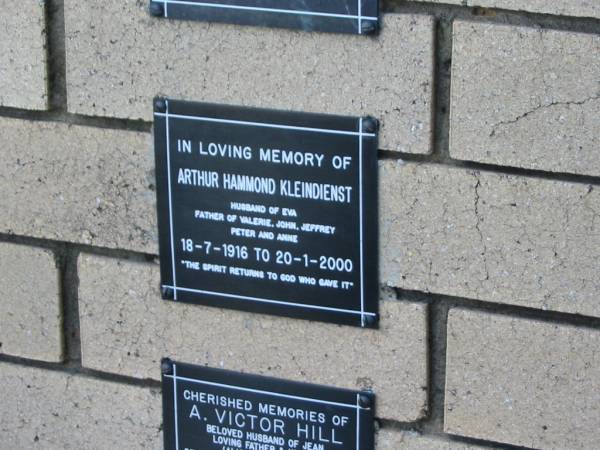 IN LOVING MEMORY OF
ARTHUR HAMMOND KLEINDIENST
HUSBAND OF EVA
FATHER OF VALERIE, JOHN, JEFFREY
PETER AND ANNE
18-7-1916 TO 20-1-2000
"THE SPIRIT RETURNS TO GOD WHO GAVE IT"
CHERISHED MEMORIES OF
A. VICTOR HILL
BELOVED HUSBAND OF JEAN
LOVING FATHER